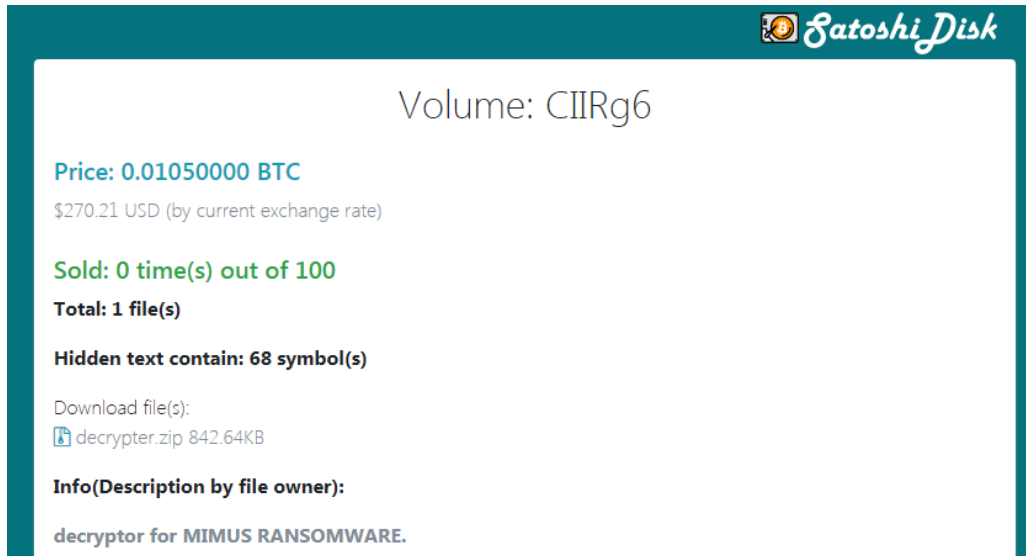 Satoshi Disk
Volume: CIIRg6
Price: 0.01050000 BTC
$270.21 USD (by current exchange rate)
Sold: 0 time(s) out of 100
Total: 1 file(s)
Hidden text contain: 68 symbol(s)
Download file(s):
decrypter.zip 842.64KB
Info(Description by file owner):
decryptor for MIMUS RANSOMWARE.